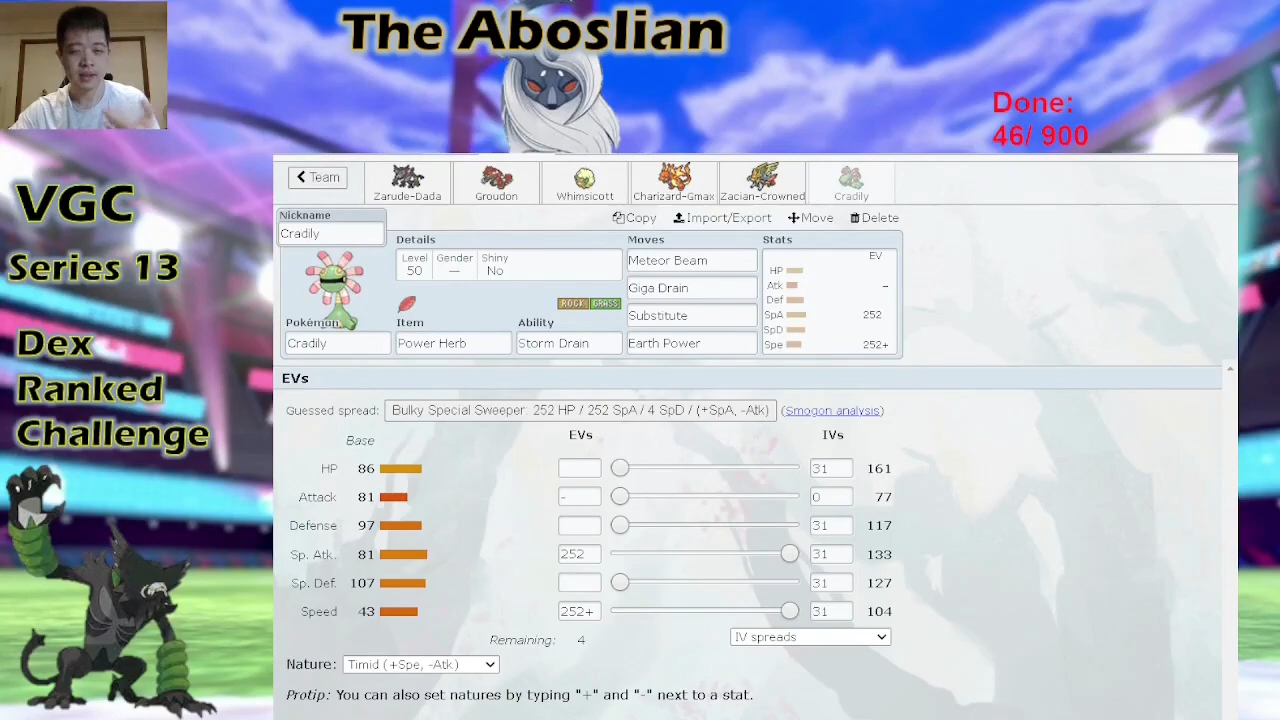 The Aboslian
Done:
46/ 900
VGC
Series 13
Dex
Ranked
Challenge
Team
Zarude-Dada
Groudon
Whimsicott
Charizard-Gmax
Zacian-Crowned
Cradily
Copy Import/Export Move Delete
Nickname
Cradily
Details
Level Gender Shiny
50 — No
ROCK GRASS
Pokémon Item Ability
Cradily Power Herb Storm Drain
Moves
Meteor Beam
Giga Drain
Substitute
Earth Power
Stats
EV
HP
Atk -
Def
SpA 252
SpD
Spe 252+
EVs
Guessed spread: Bulky Special Sweeper: 252 HP / 252 SpA / 4 SpD / (+SpA, -Atk) (Smogon analysis)
Base EVs IVs
HP 86 31 161
Attack 81 - 0 77
Defense 97 31 117
Sp. Atk. 81 252 31 133
Sp. Def. 107 31 127
Speed 43 252+ 31 104
Remaining: 4 IV spreads
Nature: Timid (+Spe, -Atk)
Protip: You can also set natures by typing "+" and "-" next to a stat.